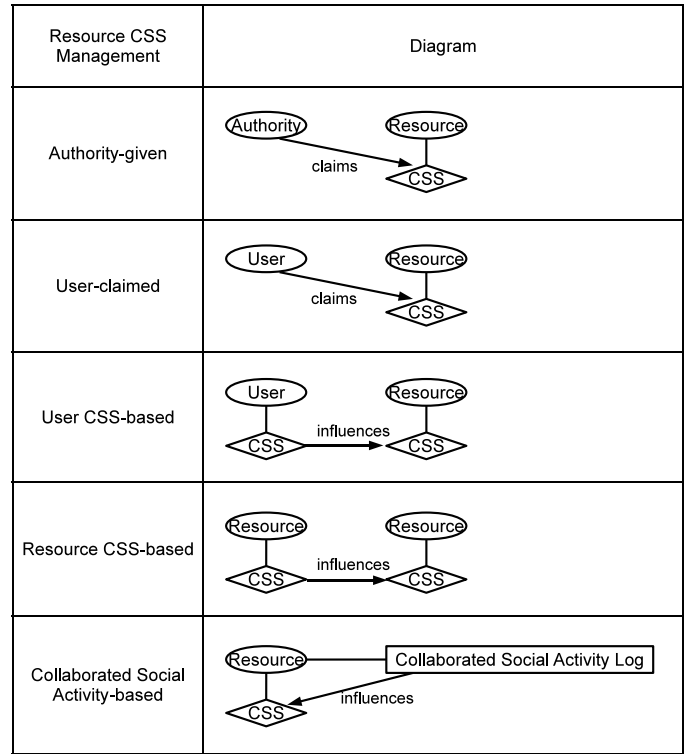 Resource CSS
Management
Diagram
Authority-given
Authority
Resource
claims
CSS
User-claimed
User
Resource
claims
CSS
User CSS-based
User
Resource
influences
CSS
CSS
Resource CSS-based
Resource
Resource
influences
CSS
CSS
Collaborated Social
Activity-based
Resource
Collaborated Social Activity Log
influences
CSS